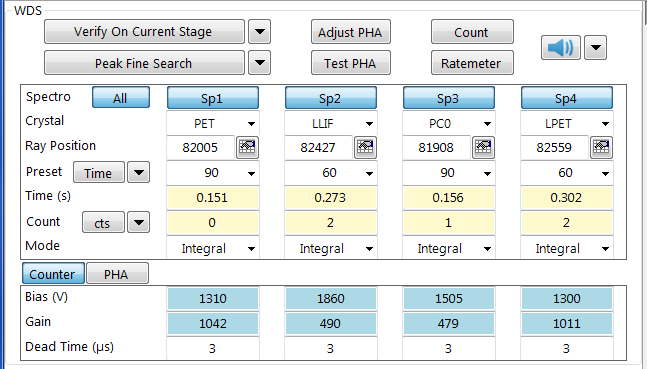 WDS
Verify On Current Stage Adjust PHA Count
Peak Fine Search Test PHA Ratemeter
Spectro All Sp1 Sp2 Sp3 Sp4
Crystal PET LLIF PC0 LPET
Ray Position 82005 82427 81908 82559
Preset Time 90 60 90 60
Time (s) 0.151 0.273 0.156 0.302
Count cts 0 2 1 2
Mode Integral Integral Integral Integral
Counter PHA
Bias (V) 1310 1860 1505 1300
Gain 1042 490 479 1011
Dead Time (μs) 3 3 3 3